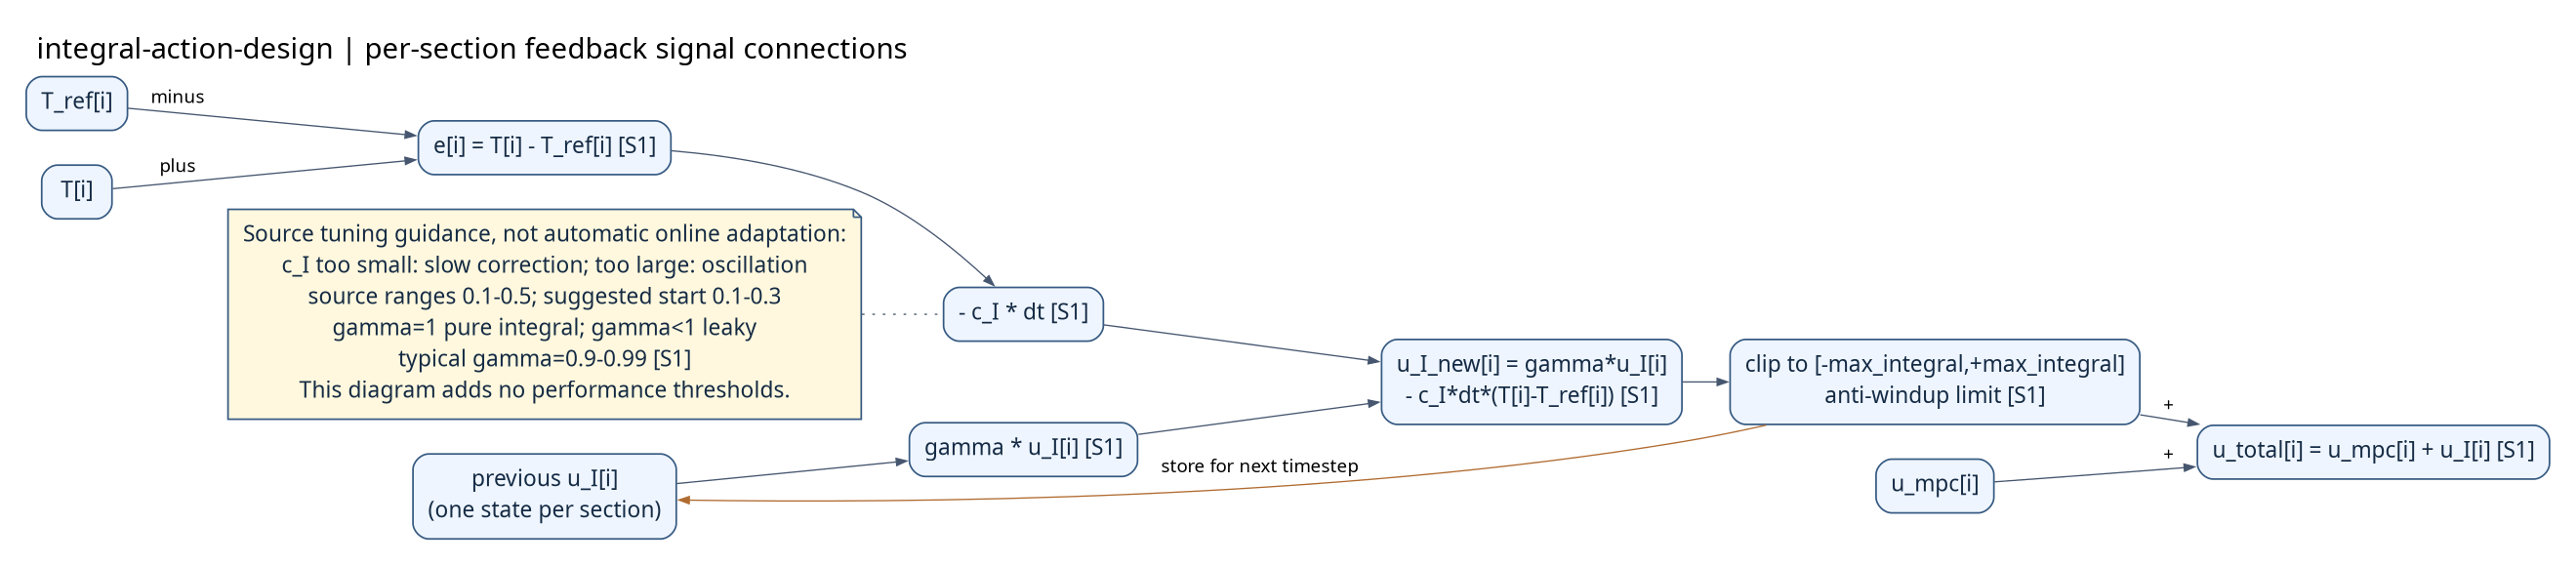 integral-action-design | per-section feedback signal connections
T_ref[i]
minus
T[i]
plus
e[i] = T[i] - T_ref[i] [S1]
Source tuning guidance, not automatic online adaptation:
c_I too small: slow correction; too large: oscillation
source ranges 0.1-0.5; suggested start 0.1-0.3
gamma=1 pure integral; gamma<1 leaky
typical gamma=0.9-0.99 [S1]
This diagram adds no performance thresholds.
- c_I * dt [S1]
previous u_I[i]
(one state per section)
gamma * u_I[i] [S1]
u_I_new[i] = gamma*u_I[i]
- c_I*dt*(T[i]-T_ref[i]) [S1]
clip to [-max_integral,+max_integral]
anti-windup limit [S1]
store for next timestep
+
u_mpc[i]
+
u_total[i] = u_mpc[i] + u_I[i] [S1]